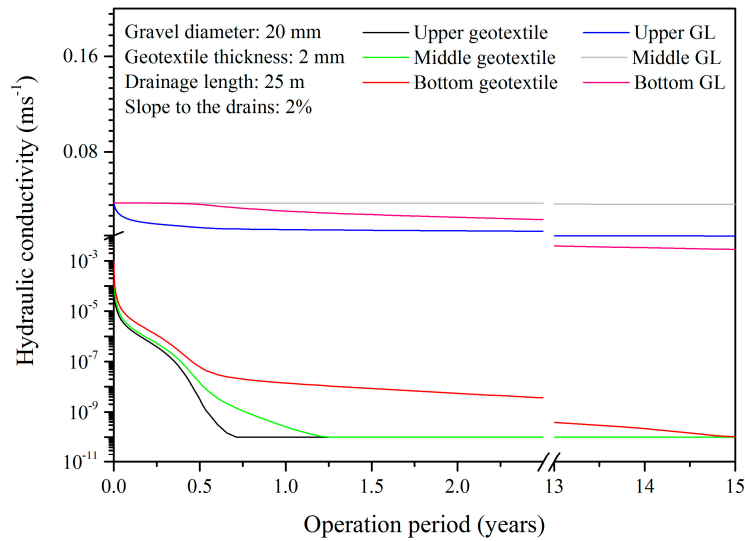 Gravel diameter: 20 mm
Geotextile thickness: 2 mm
Drainage length: 25 m
Slope to the drains: 2%
Upper geotextile
Middle geotextile
Bottom geotextile
Upper GL
Middle GL
Bottom GL
Hydraulic conductivity (ms⁻¹)
0.16
0.08
10⁻³
10⁻⁵
10⁻⁷
10⁻⁹
10⁻¹¹
0.0 0.5 1.0 1.5 2.0 13 14 15
Operation period (years)